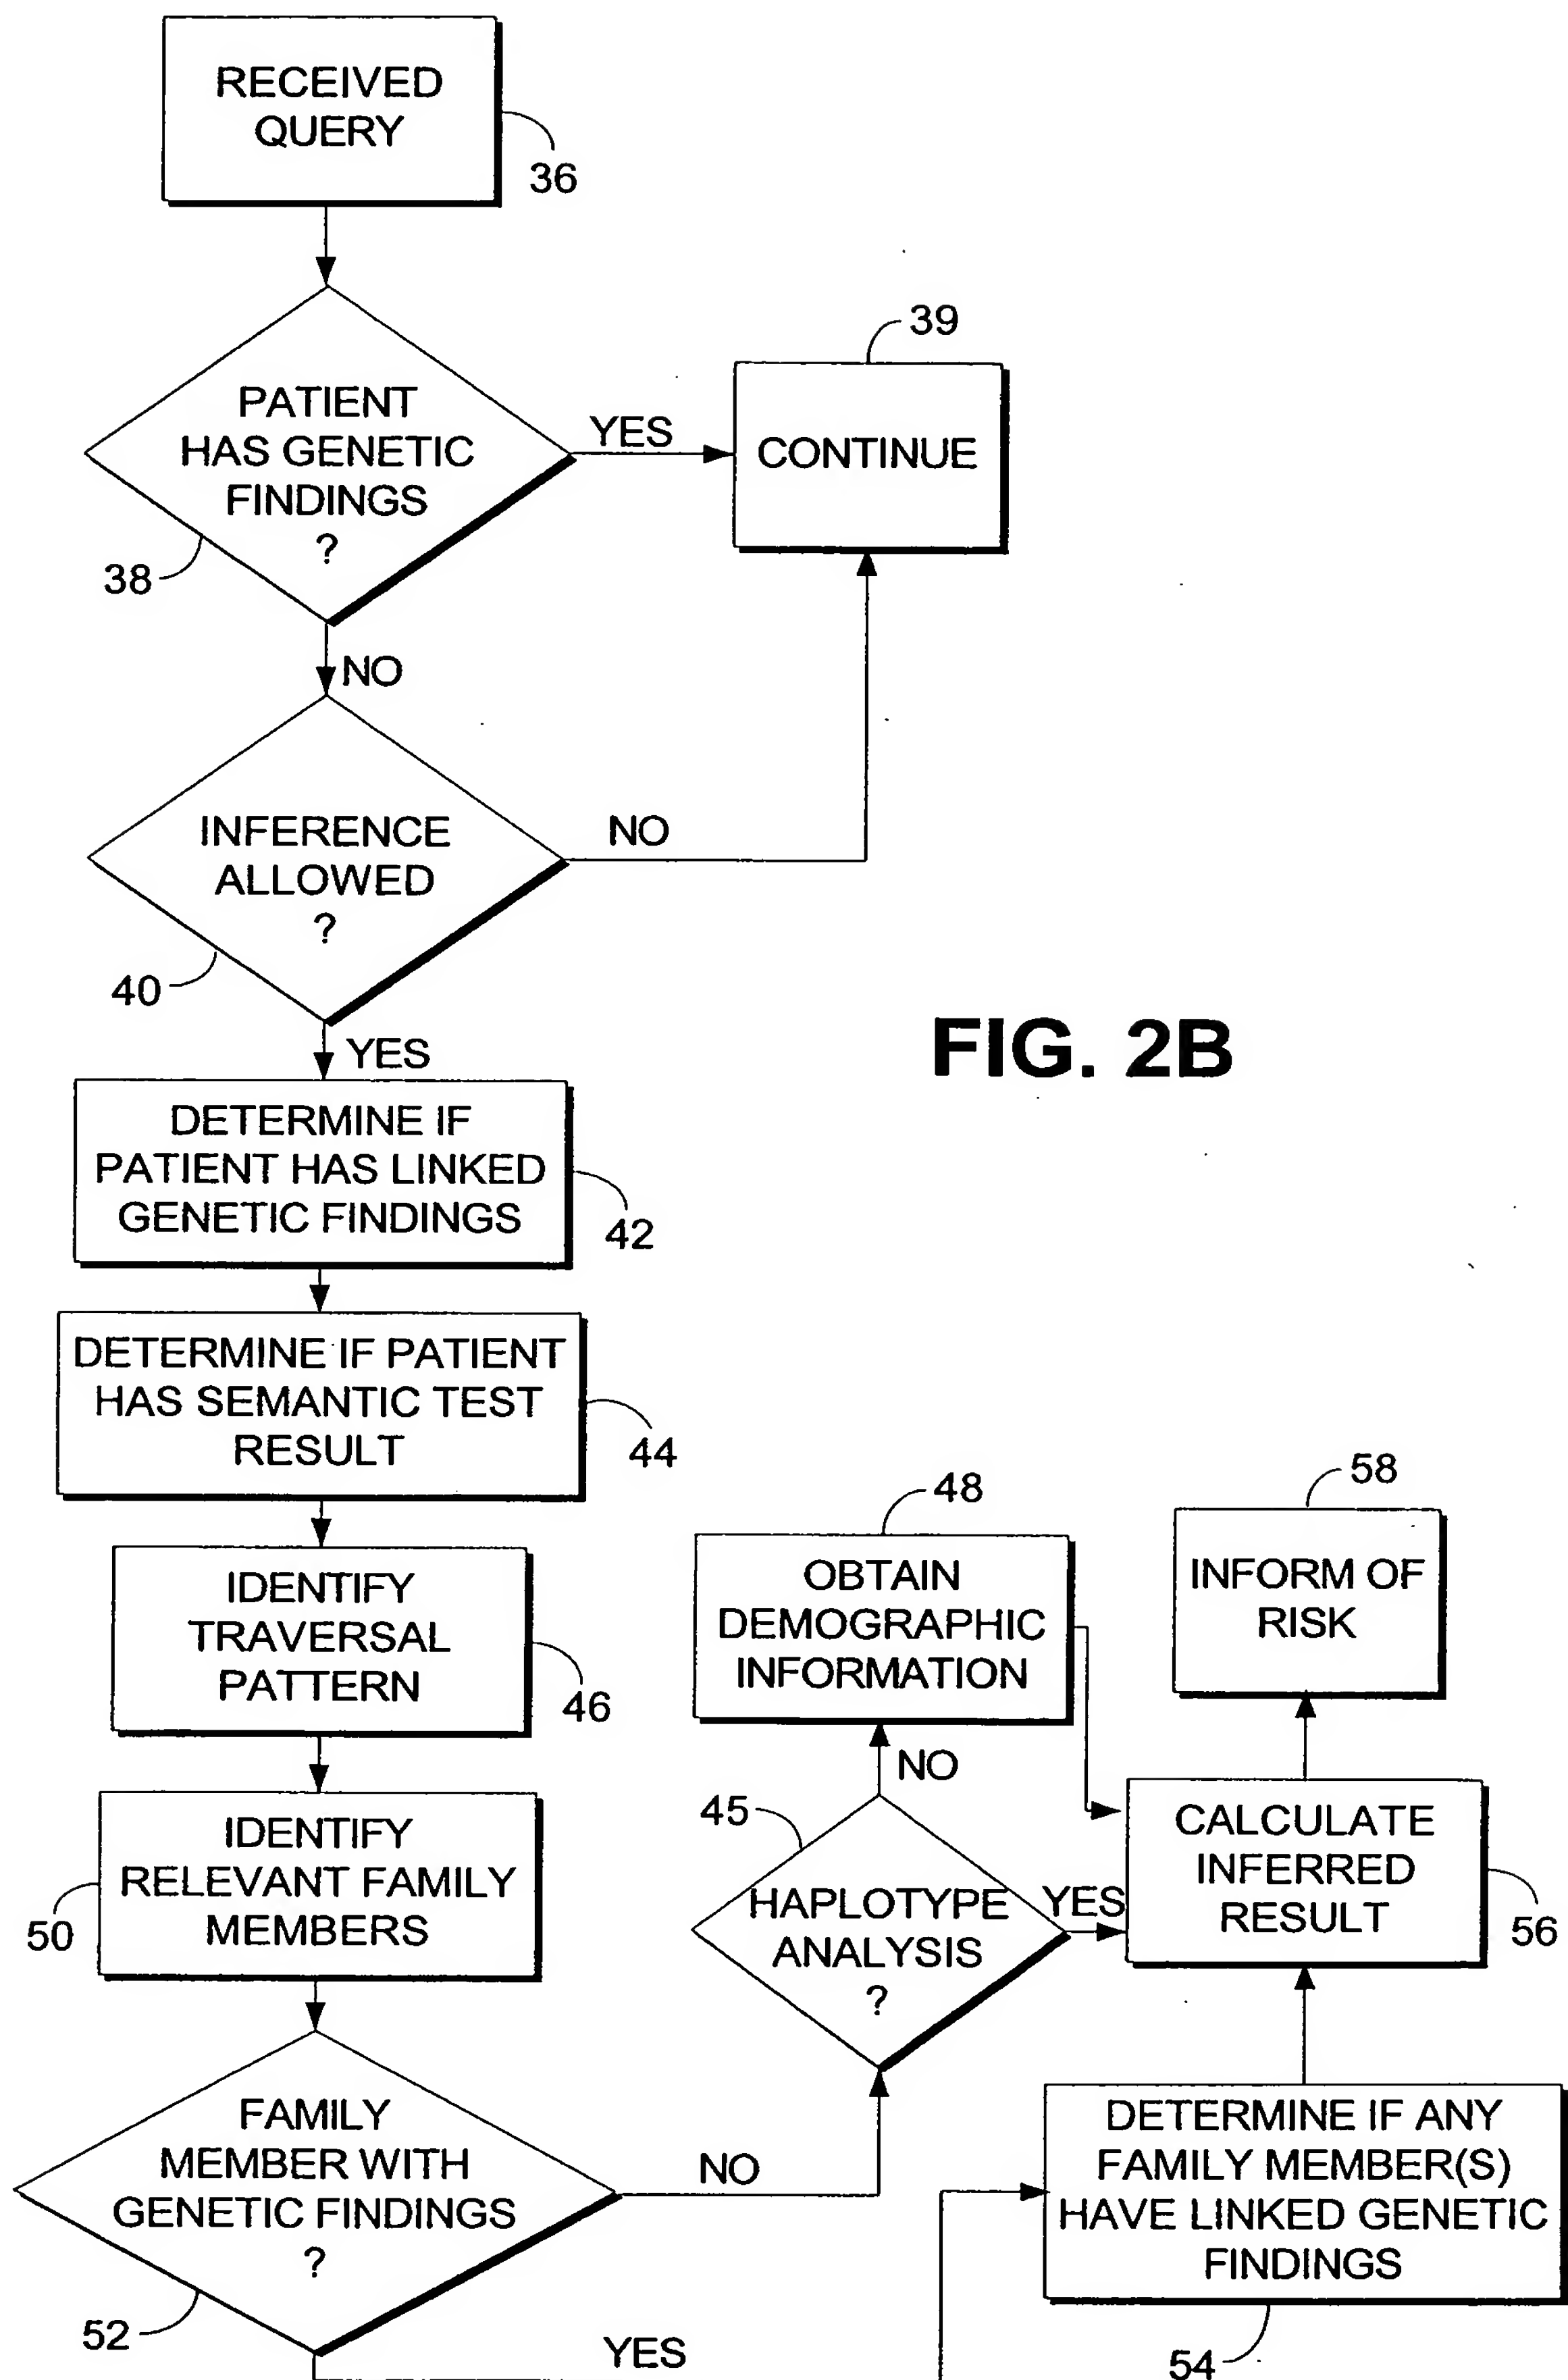 RECEIVED
QUERY
36
39
PATIENT
HAS GENETIC
FINDINGS
?
YES
CONTINUE
38
NO
INFERENCE
ALLOWED
?
NO
40
FIG. 2B
YES
DETERMINE IF
PATIENT HAS LINKED
GENETIC FINDINGS
42
DETERMINE IF PATIENT
HAS SEMANTIC TEST
RESULT
44
IDENTIFY
TRAVERSAL
PATTERN
46
48
OBTAIN
DEMOGRAPHIC
INFORMATION
58
INFORM OF
RISK
NO
IDENTIFY
RELEVANT FAMILY
MEMBERS
50
45
HAPLOTYPE
ANALYSIS
?
YES
CALCULATE
INFERRED
RESULT
56
FAMILY
MEMBER WITH
GENETIC FINDINGS
?
NO
52
YES
DETERMINE IF ANY
FAMILY MEMBER(S)
HAVE LINKED GENETIC
FINDINGS
54